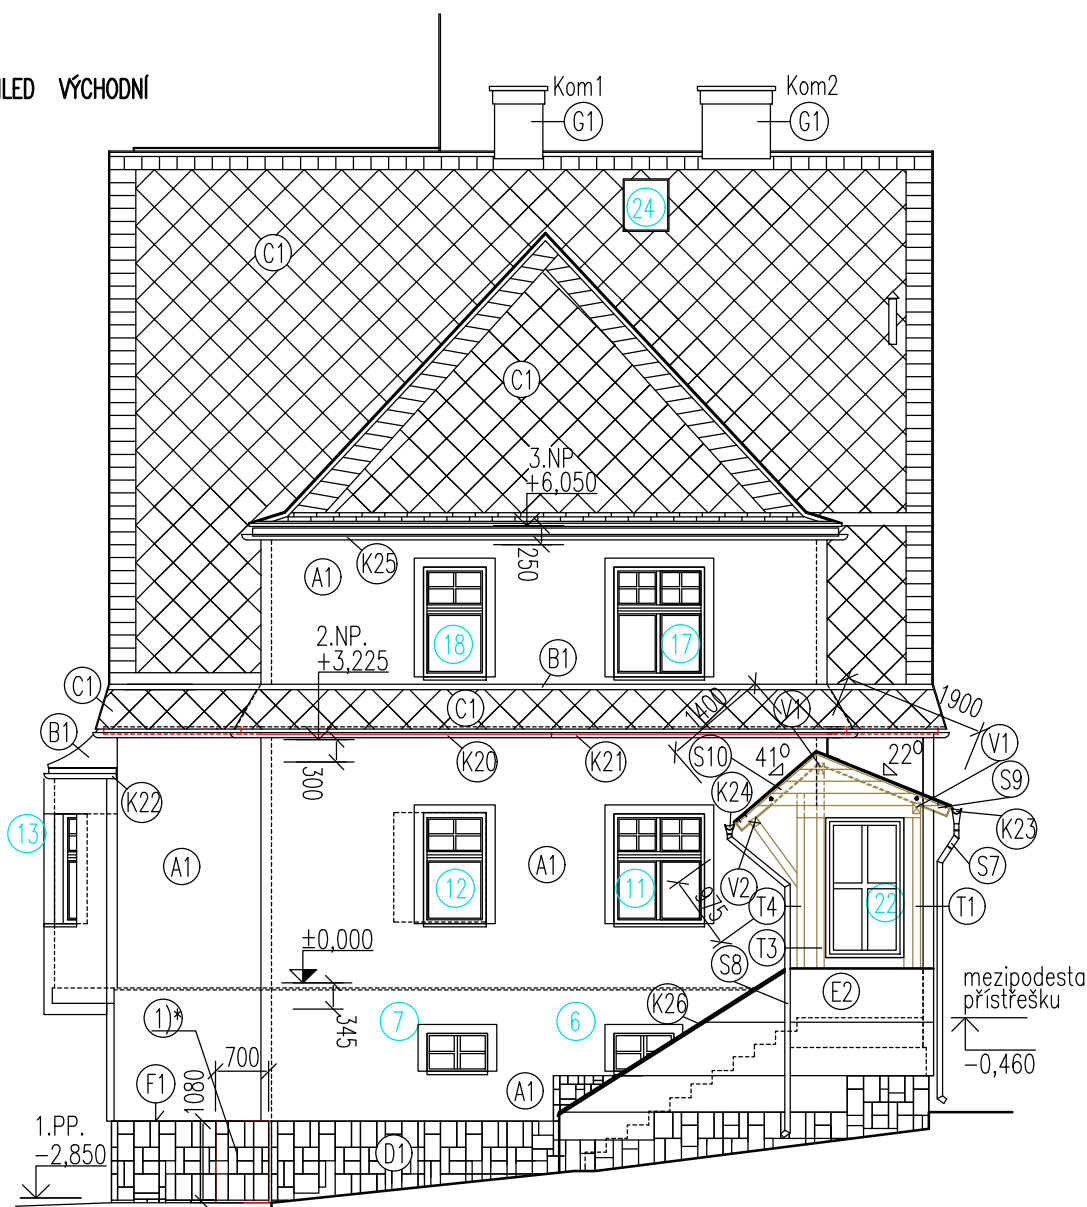 LED VÝCHODNÍ
Kom1
Kom2
G1
G1
24
C1
C1
3.NP
+6,050
250
K25
A1
18
17
2.NP.
+3,225
B1
C1
C1
1400
V1
1900
B1
K20
K21
S10
41°
22°
V1
S9
K22
300
K24
K23
13
A1
A1
S7
12
11
V2
975
22
T4
T1
±0,000
T3
S8
E2
mezipodesta
přístřešku
K26
1)*
7
6
345
-0,460
700
F1
1080
A1
1.PP.
-2,850
D1